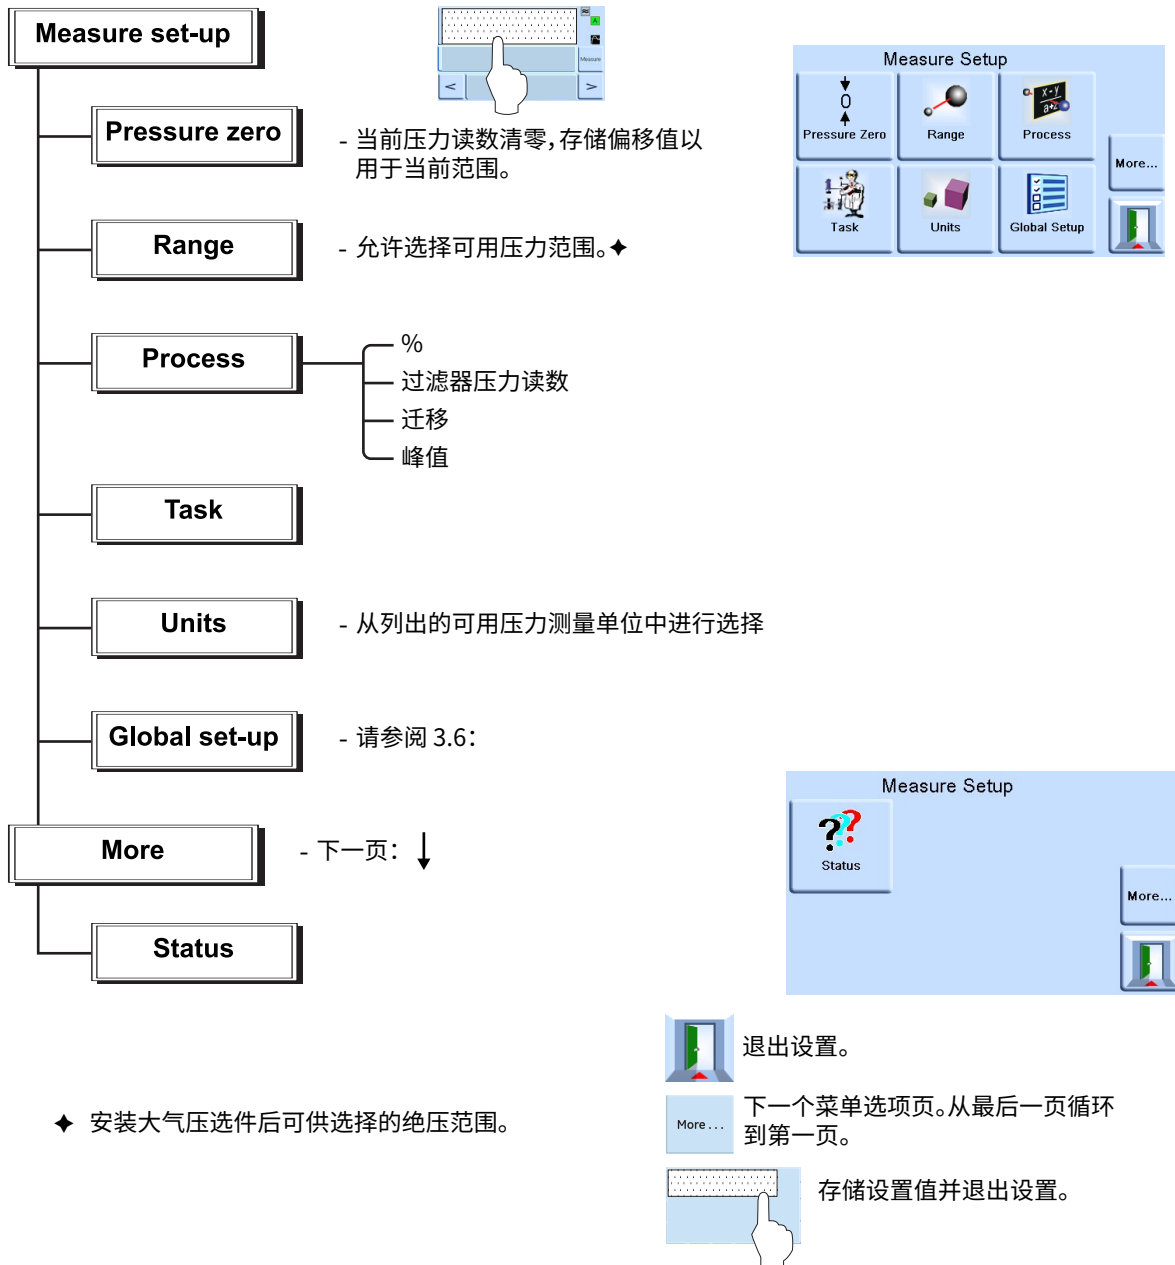 Measure set-up
Measure
<
>
Pressure zero
- 当前压力读数清零，存储偏移值以
用于当前范围。
Range
- 允许选择可用压力范围。✦
Measure Setup
0
Pressure Zero
Range
x-y
a+z
Process
More...
Task
Units
Global Setup
Process
%
过滤器压力读数
迁移
峰值
Task
Units
- 从列出的可用压力测量单位中进行选择
Global set-up
- 请参阅 3.6：
More
- 下一页：
Status
Measure Setup
???
Status
More...
退出设置。
More...
下一个菜单选项页。从最后一页循环
到第一页。
存储设置值并退出设置。
✦ 安装大气压选件后可供选择的绝压范围。